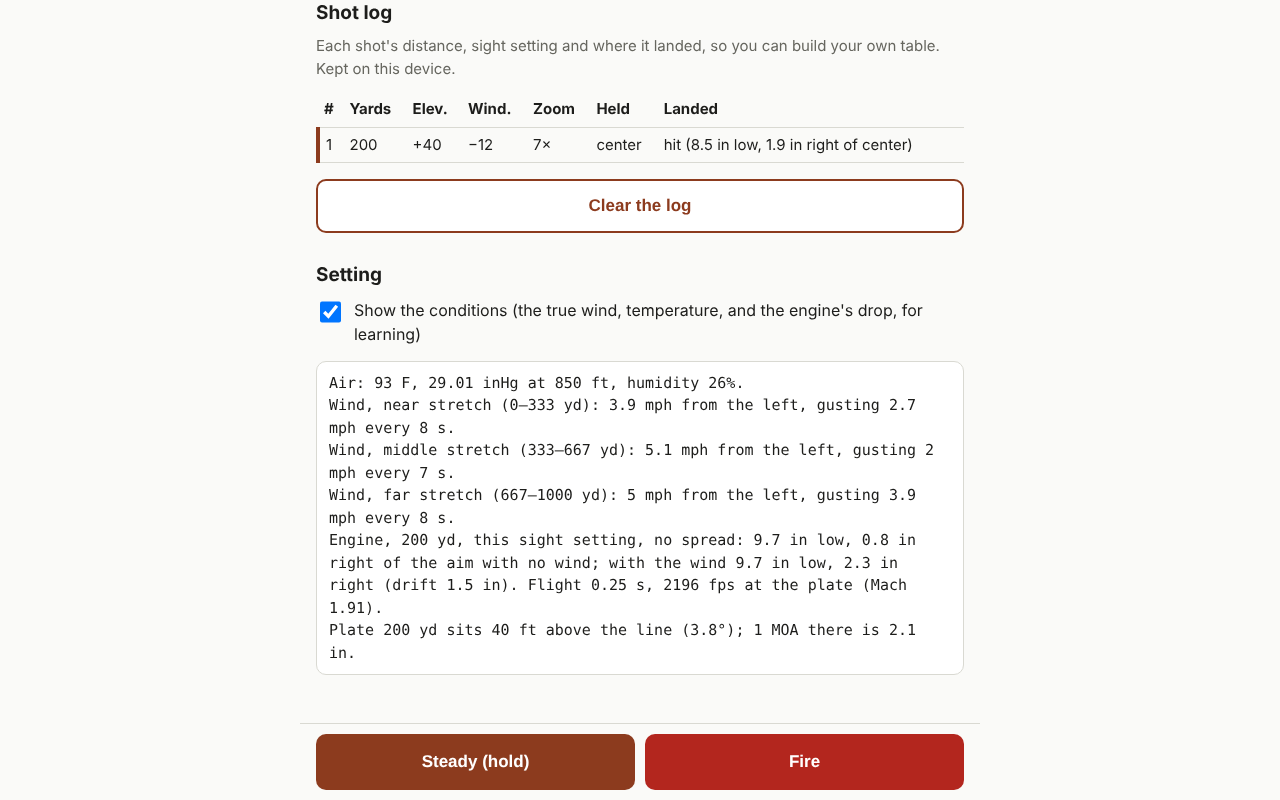 Shot log
Each shot's distance, sight setting and where it landed, so you can build your own table.
Kept on this device.
# Yards Elev. Wind. Zoom Held Landed
1 200 +40 −12 7× center hit (8.5 in low, 1.9 in right of center)
Clear the log
Setting
Show the conditions (the true wind, temperature, and the engine's drop, for
learning)
Air: 93 F, 29.01 inHg at 850 ft, humidity 26%.
Wind, near stretch (0–333 yd): 3.9 mph from the left, gusting 2.7
mph every 8 s.
Wind, middle stretch (333–667 yd): 5.1 mph from the left, gusting 2
mph every 7 s.
Wind, far stretch (667–1000 yd): 5 mph from the left, gusting 3.9
mph every 8 s.
Engine, 200 yd, this sight setting, no spread: 9.7 in low, 0.8 in
right of the aim with no wind; with the wind 9.7 in low, 2.3 in
right (drift 1.5 in). Flight 0.25 s, 2196 fps at the plate (Mach
1.91).
Plate 200 yd sits 40 ft above the line (3.8°); 1 MOA there is 2.1
in.
Steady (hold) Fire